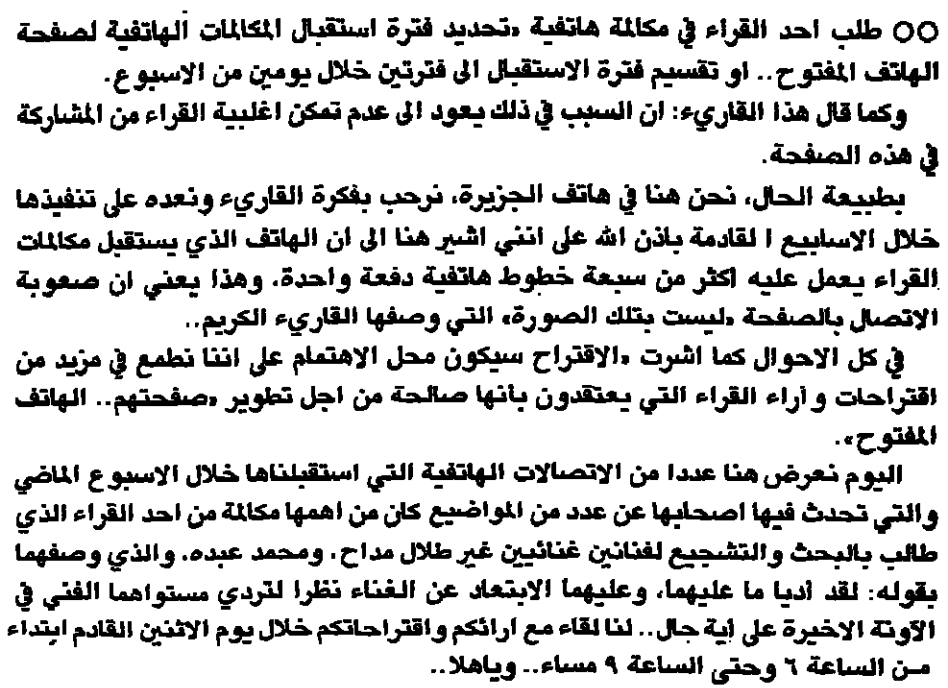 ○○ طلب احد القراء في مكالمة هاتفية «تحديد فترة استقبال المكالمات الهاتفية لصفحة
الهاتف المفتوح.. او تقسيم فترة الاستقبال الى فترتين خلال يومين من الاسبوع.
وكما قال هذا القاريء: ان السبب في ذلك يعود الى عدم تمكن اغلبية القراء من المشاركة
في هذه الصفحة.
بطبيعة الحال، نحن هنا في هاتف الجزيرة، نرحب بفكرة القاريء ونعده على تنفيذها
خلال الاسابيع القادمة باذن الله على انني اشير هنا الى ان الهاتف الذي يستقبل مكالمات
القراء يعمل عليه اكثر من سبعة خطوط هاتفية دفعة واحدة، وهذا يعني ان صعوبة
الاتصال بالصفحة «ليست بتلك الصورة» التي وصفها القاريء الكريم..
في كل الاحوال كما اشرت «الاقتراح سيكون محل الاهتمام على اننا نطمع في مزيد من
اقتراحات وآراء القراء التي يعتقدون بأنها صالحة من اجل تطوير «صفحتهم.. الهاتف
المفتوح».
اليوم نعرض هنا عددا من الاتصالات الهاتفية التي استقبلناها خلال الاسبوع الماضي
والتي تحدث فيها اصحابها عن عدد من المواضيع كان من اهمها مكالمة من احد القراء الذي
طالب بالبحث والتشجيع لفنانين غنائيين غير طلال مداح، ومحمد عبده، والذي وصفهما
بقوله: لقد أديا ما عليهما، وعليهما الابتعاد عن الغناء نظرا لتردي مستواهما الفني في
الآونة الاخيرة على أية حال.. لنا لقاء مع ارائكم واقتراحاتكم خلال يوم الاثنين القادم ابتداء
من الساعة ٦ وحتى الساعة ٩ مساء.. وياهلا..